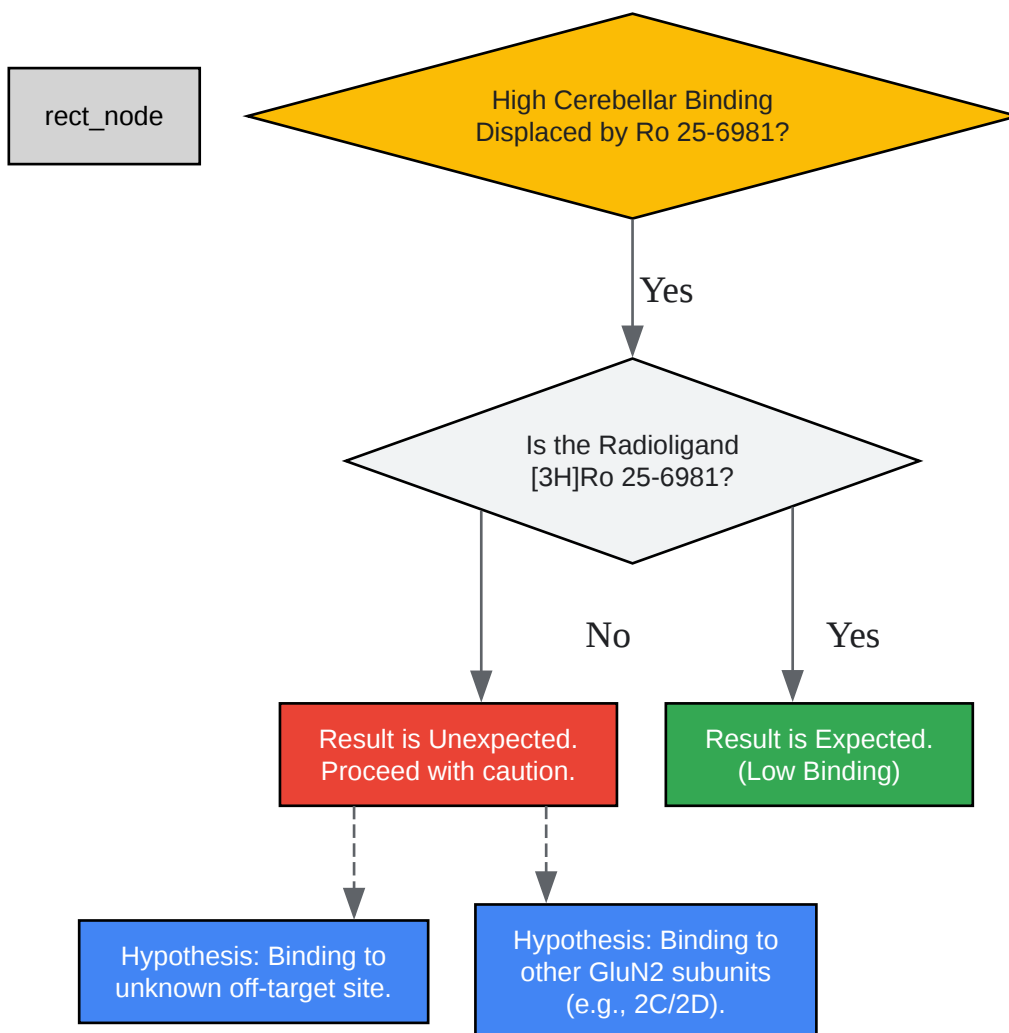 rect_node
High Cerebellar Binding
Displaced by Ro 25-6981?
Yes
Is the Radioligand
[3H]Ro 25-6981?
No
Yes
Result is Unexpected.
Proceed with caution.
Result is Expected.
(Low Binding)
Hypothesis: Binding to
unknown off-target site.
Hypothesis: Binding to
other GluN2 subunits
(e.g., 2C/2D).